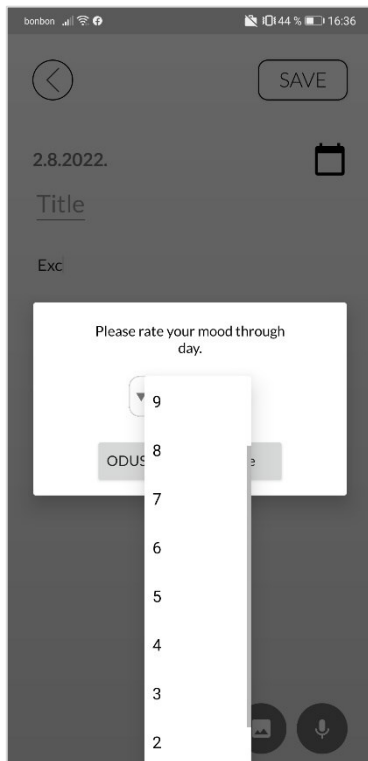 bonbon
44 % 16:36
SAVE
2.8.2022.
Title
Exc
Please rate your mood through
day.
9
8
ODUS
e
7
6
5
4
3
2